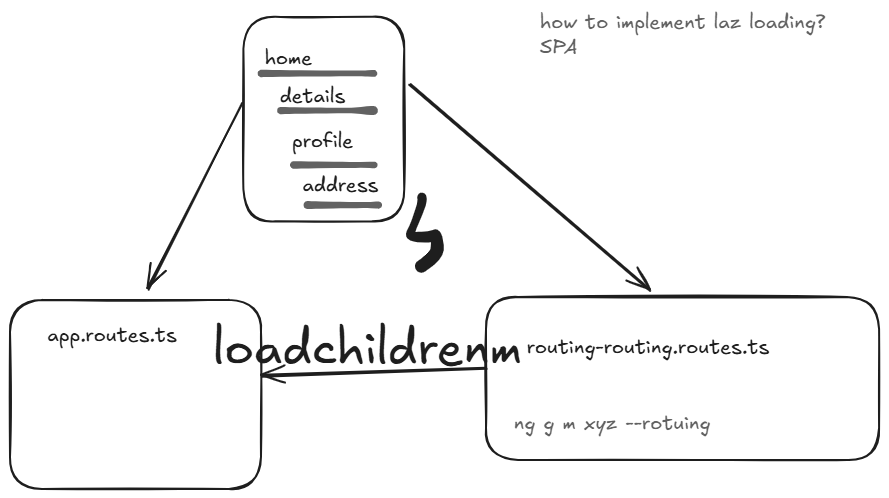 how to implement laz loading?
SPA
home
details
profile
address
app.routes.ts
loadchildrenm
routing-routing.routes.ts
ng g m xyz --rotuing